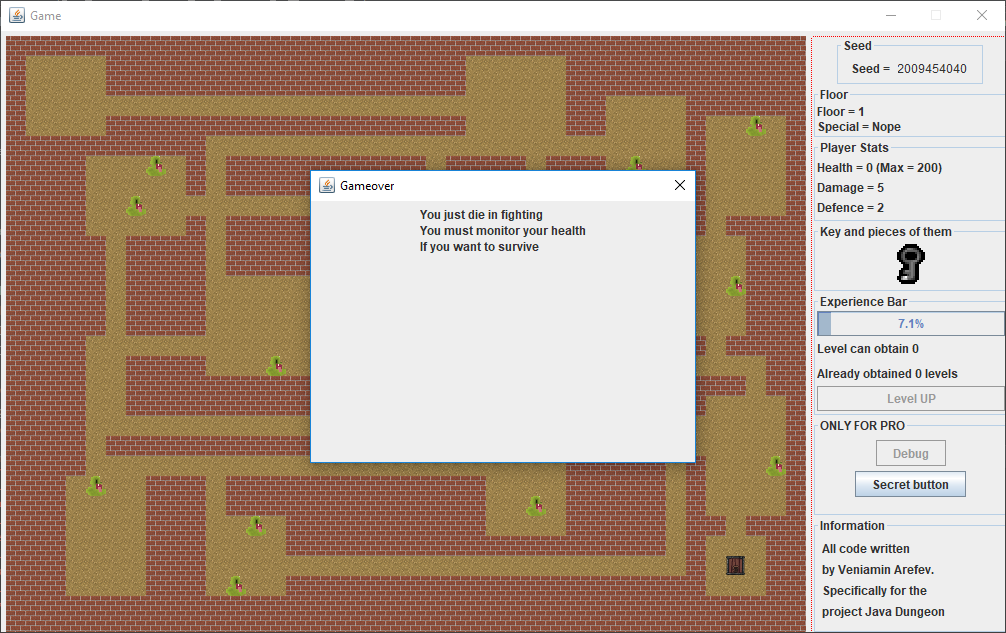 Game
Seed
Seed = 2009454040
Floor
Floor = 1
Special = Nope
Player Stats
Health = 0 (Max = 200)
Damage = 5
Defence = 2
Key and pieces of them
Experience Bar
7.1%
Level can obtain 0
Already obtained 0 levels
Level UP
ONLY FOR PRO
Debug
Secret button
Information
All code written
by Veniamin Arefev.
Specifically for the
project Java Dungeon
Gameover
You just die in fighting
You must monitor your health
If you want to survive